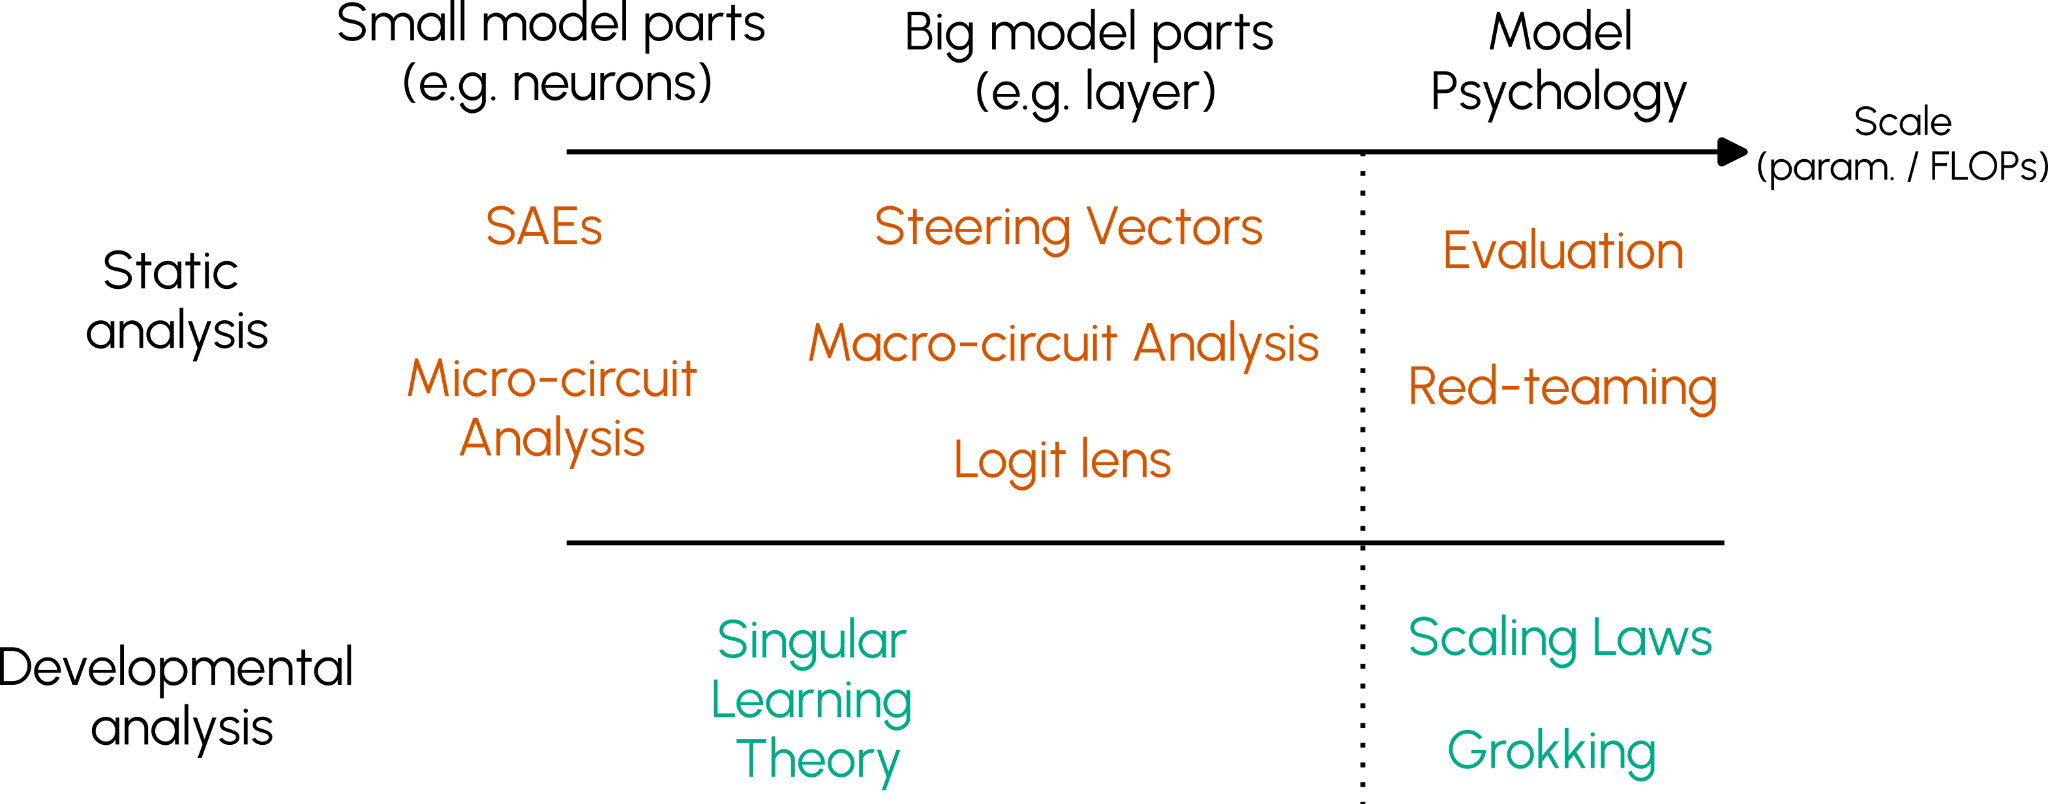 Small model parts
(e.g. neurons)
Big model parts
(e.g. layer)
Model
Psychology
Scale
(param. / FLOPs)
Static
analysis
SAEs
Micro-circuit
Analysis
Steering Vectors
Macro-circuit Analysis
Logit lens
Evaluation
Red-teaming
Developmental
analysis
Singular
Learning
Theory
Scaling Laws
Grokking